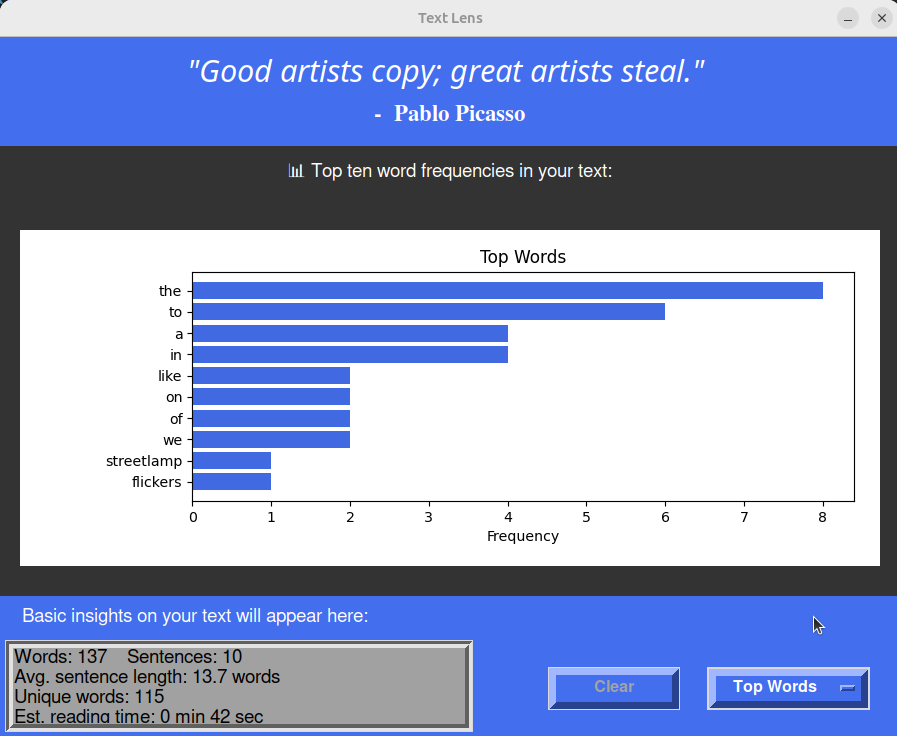 Text Lens
"Good artists copy; great artists steal."
- Pablo Picasso
📊 Top ten word frequencies in your text:
Top Words
the
to
a
in
like
on
of
we
streetlamp
flickers
0 1 2 3 4 5 6 7 8
Frequency
Basic insights on your text will appear here:
Words: 137    Sentences: 10
Avg. sentence length: 13.7 words
Unique words: 115
Est. reading time: 0 min 42 sec
Clear
Top Words